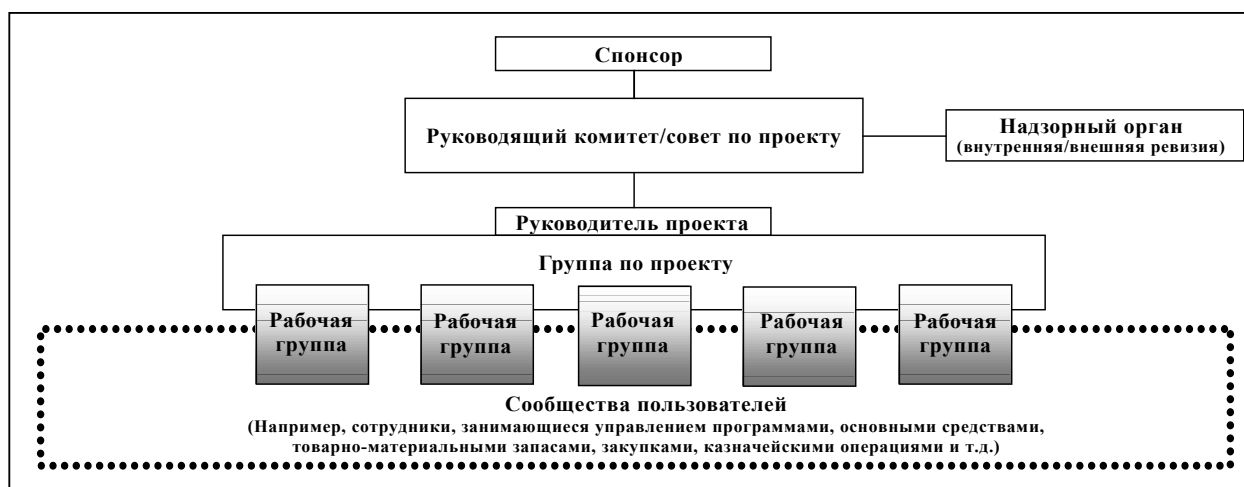 Спонсор
Руководящий комитет/совет по проекту
Надзорный орган
(внутренняя/внешняя ревизия)
Руководитель проекта
Группа по проекту
Рабочая
группа
Рабочая
группа
Рабочая
группа
Рабочая
группа
Рабочая
группа
Сообщества пользователей
(Например, сотрудники, занимающиеся управлением программами, основными средствами,
товарно-материальными запасами, закупками, казначейскими операциями и т.д.)